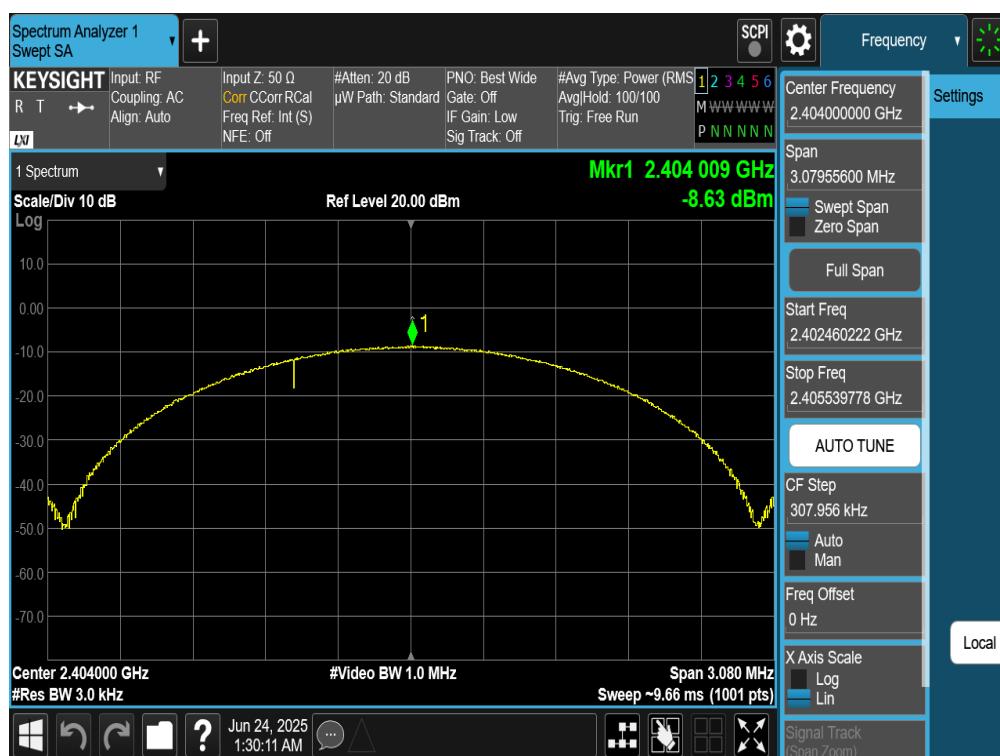 Spectrum Analyzer 1
Swept SA
+
SCPI
Frequency
KEYSIGHT
R T
LXI
Input: RF
Coupling: AC
Align: Auto
Input Z: 50 Ω
Corr CCorr RCal
Freq Ref: Int (S)
NFE: Off
#Atten: 20 dB
µW Path: Standard
PNO: Best Wide
Gate: Off
IF Gain: Low
Sig Track: Off
#Avg Type: Power (RMS
Avg|Hold: 100/100
Trig: Free Run
1 2 3 4 5 6
M W W W W W
P N N N N N
1 Spectrum
Scale/Div 10 dB
Ref Level 20.00 dBm
Mkr1 2.404 009 GHz
-8.63 dBm
Log
10.0
0.00
-10.0
-20.0
-30.0
-40.0
-50.0
-60.0
-70.0
1
Center 2.404000 GHz
#Res BW 3.0 kHz
#Video BW 1.0 MHz
Span 3.080 MHz
Sweep ~9.66 ms (1001 pts)
Center Frequency
2.404000000 GHz
Span
3.07955600 MHz
Swept Span
Zero Span
Full Span
Start Freq
2.402460222 GHz
Stop Freq
2.405539778 GHz
AUTO TUNE
CF Step
307.956 kHz
Auto
Man
Freq Offset
0 Hz
X Axis Scale
Log
Lin
Signal Track
(Span Zoom)
Settings
Local
?
Jun 24, 2025
1:30:11 AM